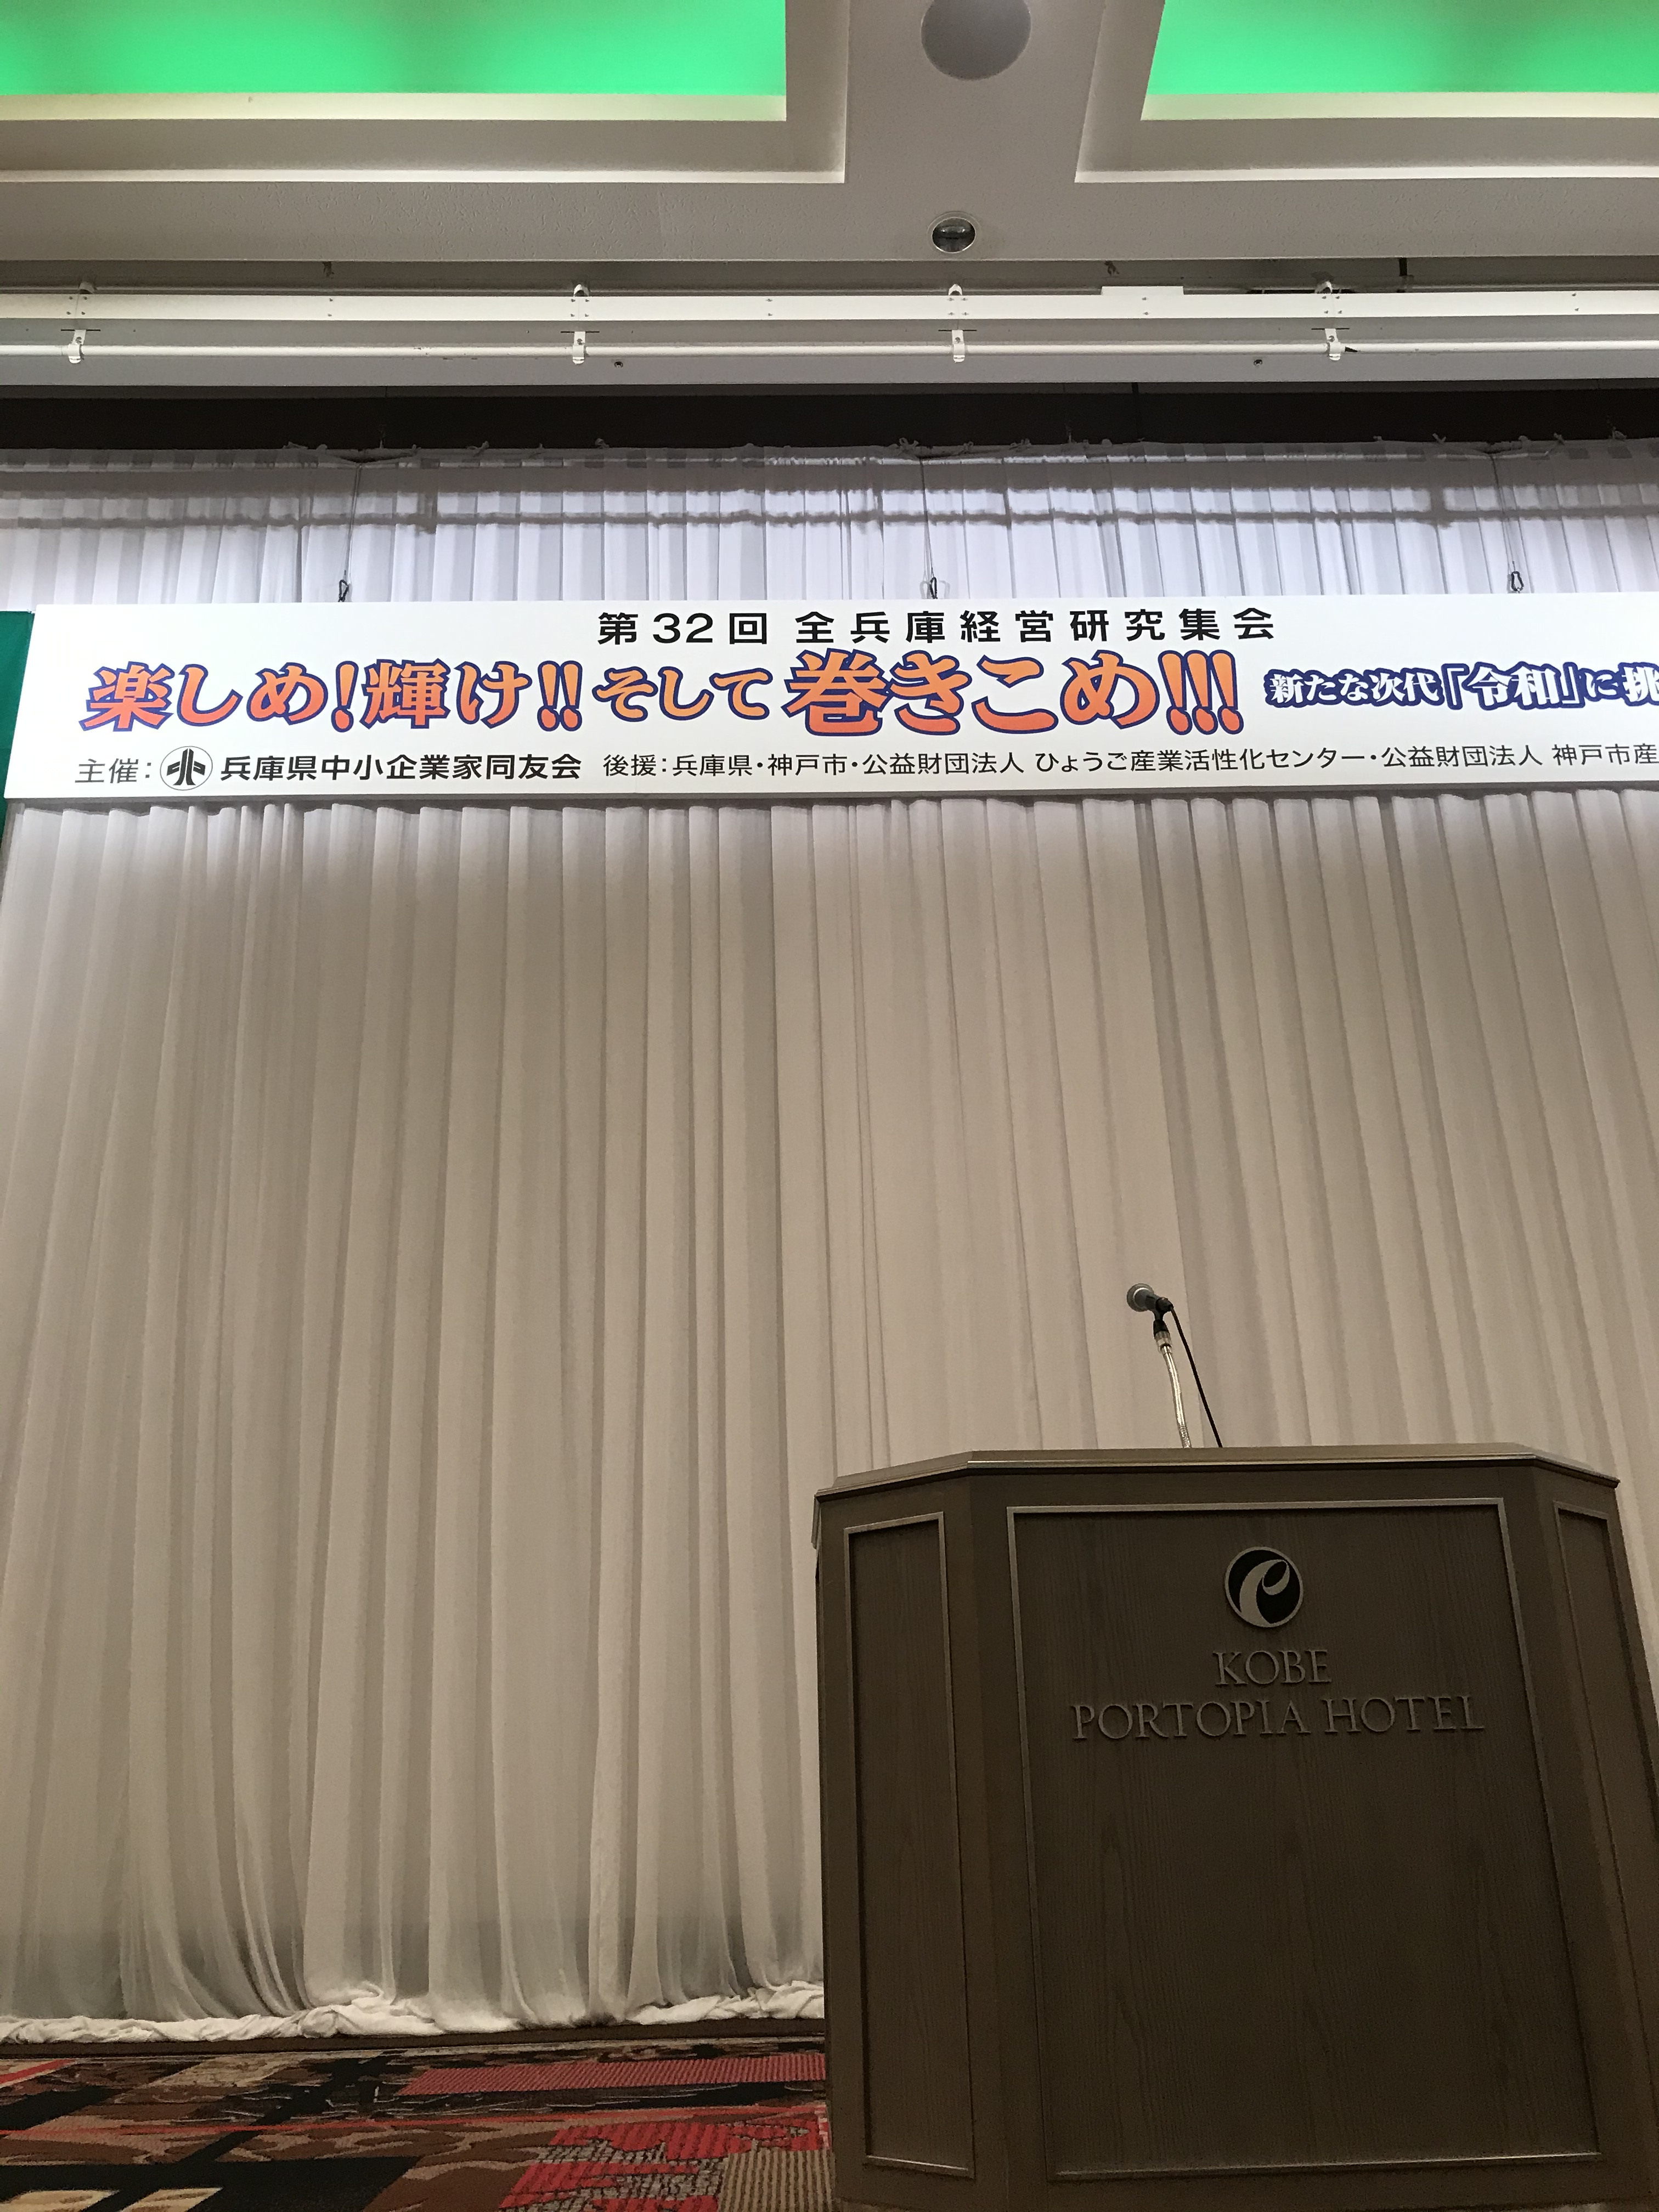 第32回 全兵庫経営研究集会
楽しめ!輝け!!そして巻きこめ!!! 新たな次代「令和」に挑
主催:兵庫県中小企業家同友会 後援:兵庫県・神戸市・公益財団法人 ひょうご産業活性化センター・公益財団法人 神戸市産
KOBE
PORTOPIA HOTEL